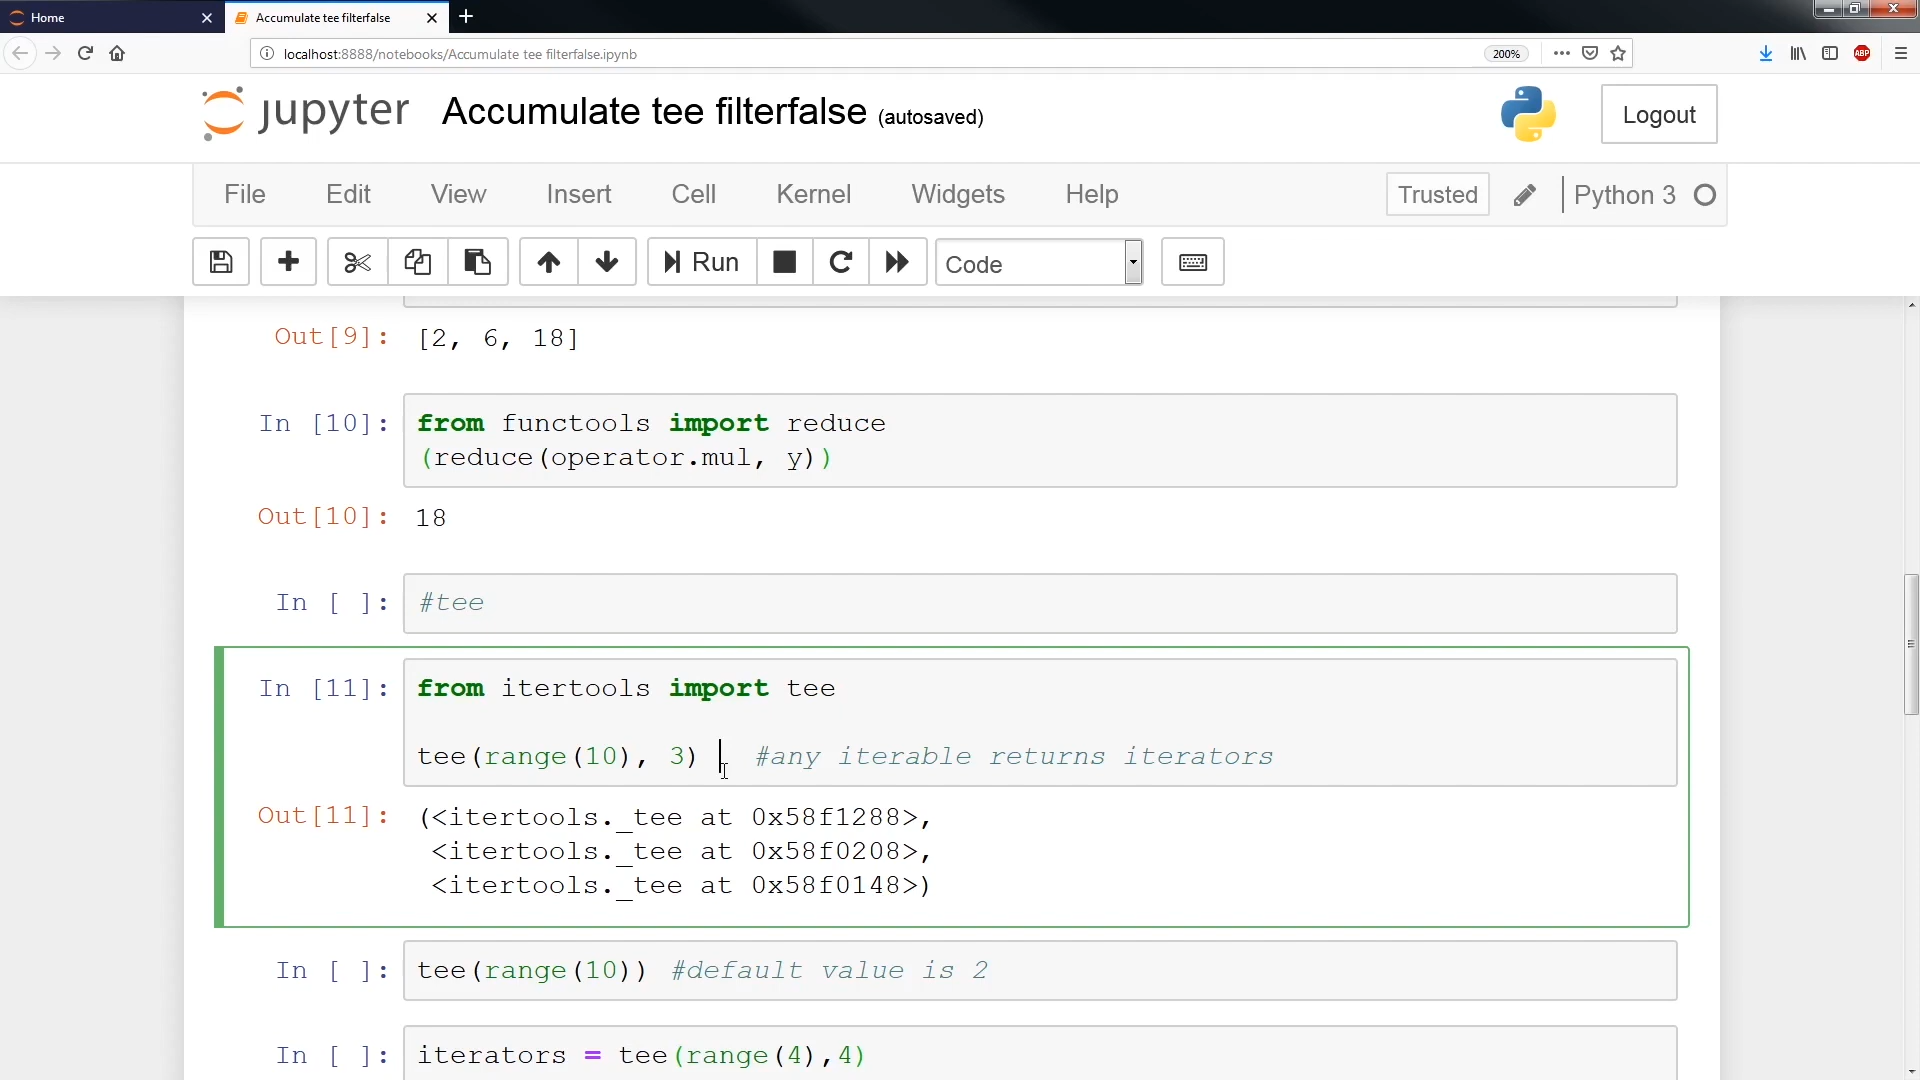 Home
Accumulate tee filterfalse
localhost:8888/notebooks/Accumulate tee filterfalse.ipynb
200%
ABP
jupyter
Accumulate tee filterfalse (autosaved)
Logout
File Edit View Insert Cell Kernel Widgets Help
Trusted
Python 3
Run
Code
Out[9]: [2, 6, 18]
In [10]: from functools import reduce
(reduce(operator.mul, y))
Out[10]: 18
In [ ]: #tee
In [11]: from itertools import tee
tee(range(10), 3) #any iterable returns iterators
Out[11]: (<itertools._tee at 0x58f1288>,
<itertools._tee at 0x58f0208>,
<itertools._tee at 0x58f0148>)
In [ ]: tee(range(10)) #default value is 2
In [ ]: iterators = tee(range(4),4)